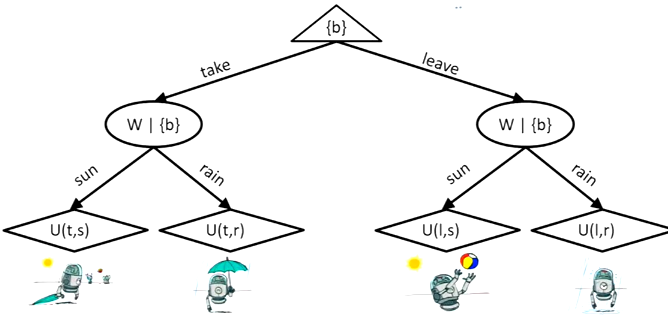 {b}
take
leave
W | {b}
W | {b}
sun
rain
sun
rain
U(t,s)
U(t,r)
U(l,s)
U(l,r)